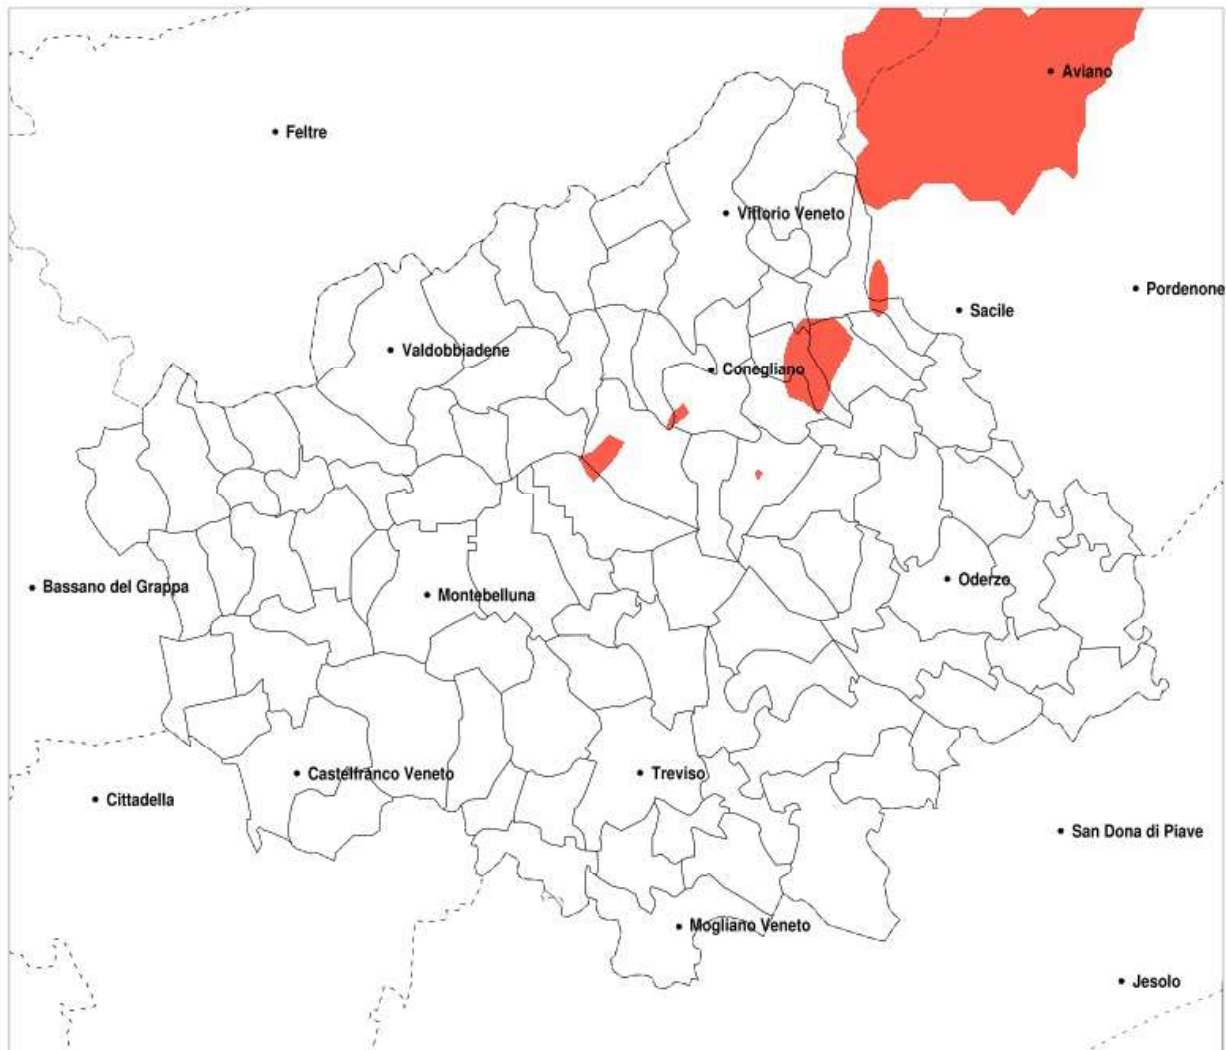 Aviano
Feltre
Vittorio Veneto
Pordenone
Sacile
Valdobbiadene
Conegliano
Oderzo
Bassano del Grappa
Montebelluna
Castelfranco Veneto
Treviso
Cittadella
San Dona di Piave
Mogliano Veneto
Jesolo